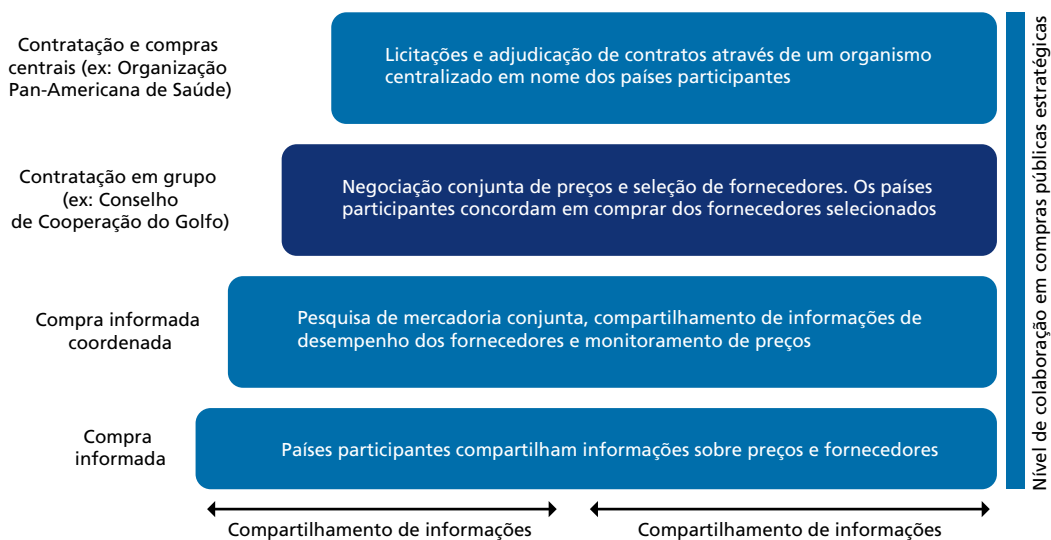 Contratação e compras
centrais (ex: Organização
Pan-Americana de Saúde)
Licitações e adjudicação de contratos através de um organismo
centralizado em nome dos países participantes
Contratação em grupo
(ex: Conselho
de Cooperação do Golfo)
Negociação conjunta de preços e seleção de fornecedores. Os países
participantes concordam em comprar dos fornecedores selecionados
Compra informada
coordenada
Pesquisa de mercadoria conjunta, compartilhamento de informações de
desempenho dos fornecedores e monitoramento de preços
Compra
informada
Países participantes compartilham informações sobre preços e fornecedores
Compartilhamento de informações
Compartilhamento de informações
Nível de colaboração em compras públicas estratégicas